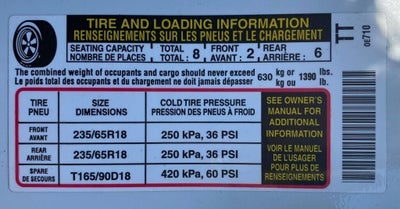 TIRE AND LOADING INFORMATION
RENSEIGNEMENTS SUR LES PNEUS ET LE CHARGEMENT
SEATING CAPACITY TOTAL : 8 FRONT : 2 REAR : 6
NOMBRE DE PLACES TOTAL AVANT ARRIÈRE
The combined weight of occupants and cargo should never exceed 630 kg or 1390 lbs.
Le poids total des occupants et du chargement ne doit jamais dépasser kg ou lb.
TIRE SIZE COLD TIRE PRESSURE
PNEU DIMENSIONS PRESSION DES PNEUS À FROID
FRONT 235/65R18 250 kPa, 36 PSI
AVANT
REAR 235/65R18 250 kPa, 36 PSI
ARRIÈRE
SPARE T165/90D18 420 kPa, 60 PSI
DE SECOURS
SEE OWNER'S
MANUAL FOR
ADDITIONAL
INFORMATION
VOIR LE MANUEL
DE L'USAGER
POUR PLUS DE
RENSEIGNEMENTS
TT
0E710